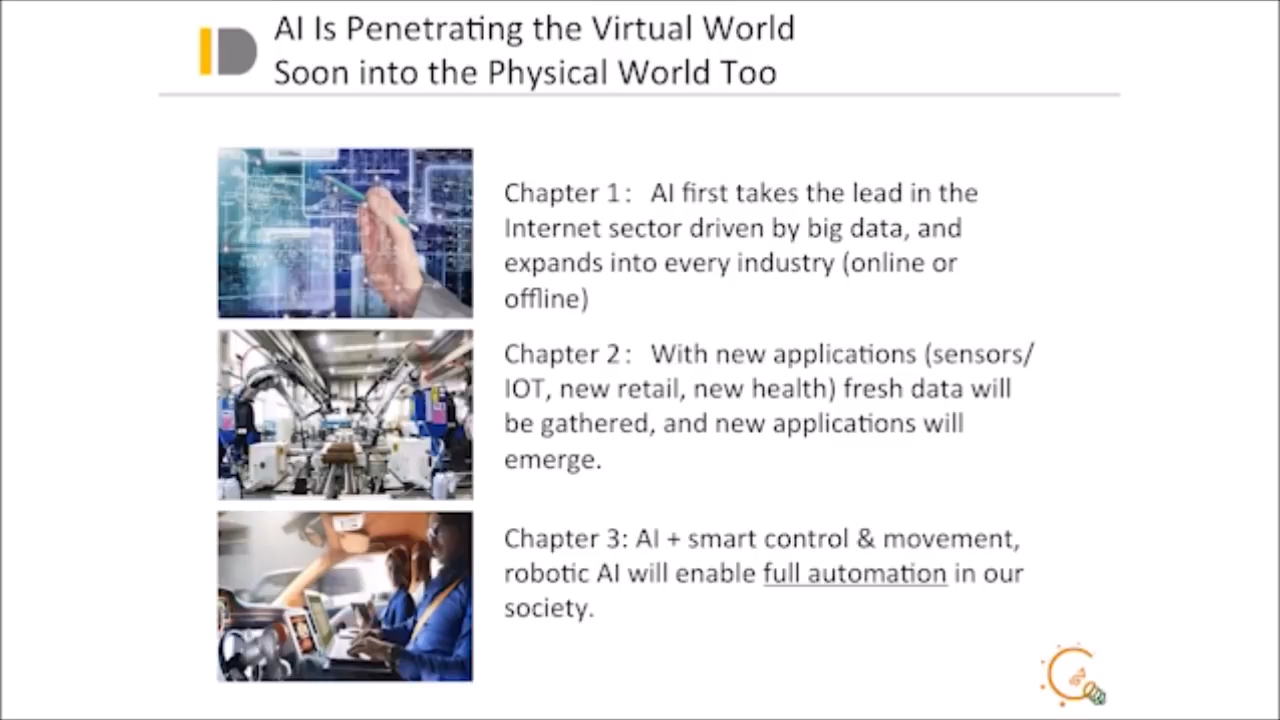 AI Is Penetrating the Virtual World
Soon into the Physical World Too
Chapter 1: AI first takes the lead in the
Internet sector driven by big data, and
expands into every industry (online or
offline)
Chapter 2: With new applications (sensors/
IOT, new retail, new health) fresh data will
be gathered, and new applications will
emerge.
Chapter 3: AI + smart control & movement,
robotic AI will enable full automation in our
society.